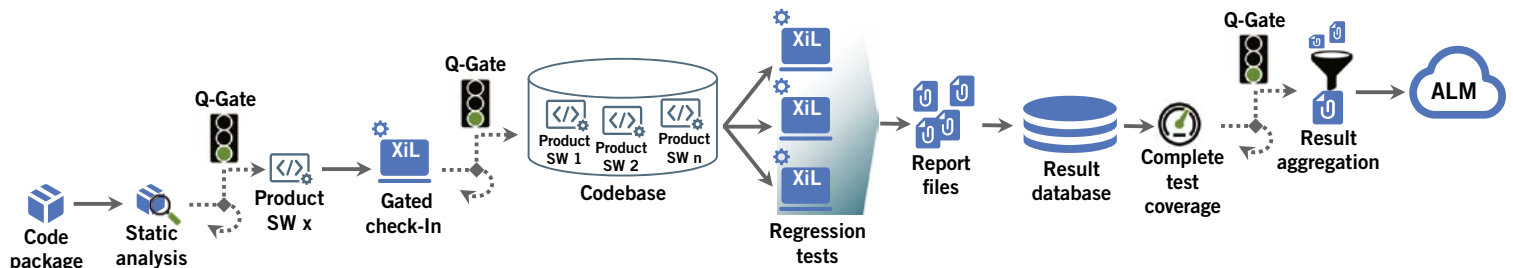 Code
package
Static
analysis
Q-Gate
</>
Product
SW x
XiL
Gated
check-In
Q-Gate
</>
Product
SW 1
</>
Product
SW 2
</>
Product
SW n
Codebase
XiL
XiL
XiL
Regression
tests
Report
files
Result
database
Complete
test
coverage
Q-Gate
Result
aggregation
ALM